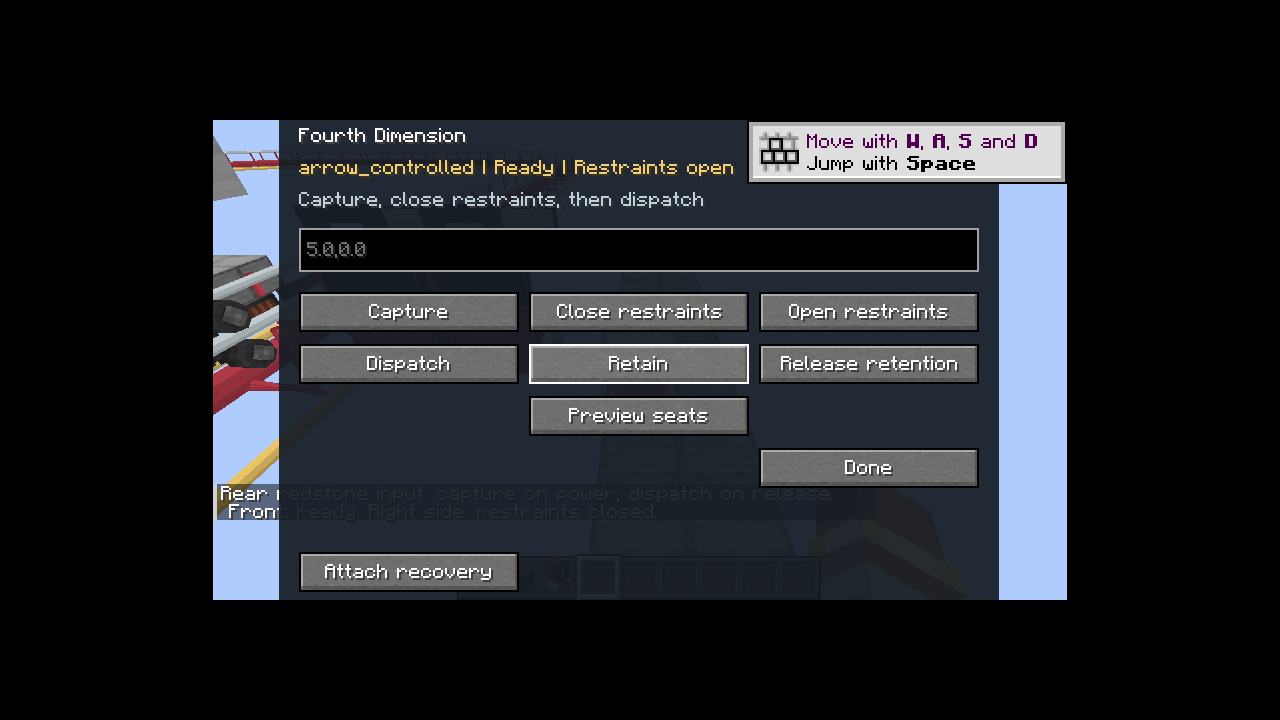 Fourth Dimension
Move with W, A, S and D
Jump with Space
arrow_controlled | Ready | Restraints open
Capture, close restraints, then dispatch
5.0,0.0
Capture
Close restraints
Open restraints
Dispatch
Retain
Release retention
Preview seats
Done
Rear redstone input: capture on power; dispatch on release.
Front: ready. Right side: restraints closed.
Attach recovery